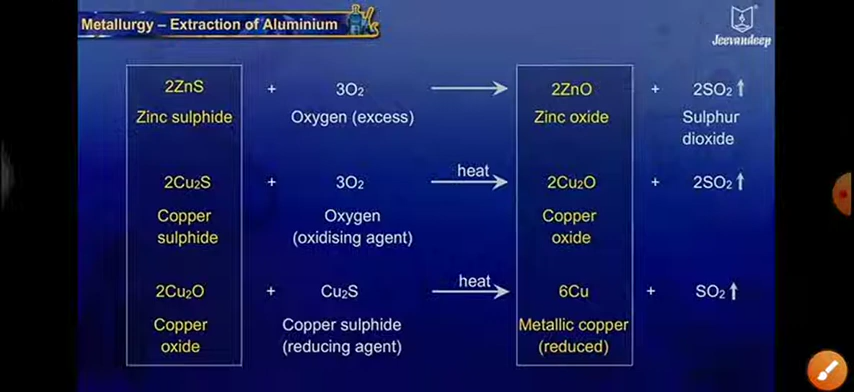 Metallurgy – Extraction of Aluminium
Jeevandeep
2ZnS + 3O₂ ⟶ 2ZnO + 2SO₂↑
Zinc sulphide Oxygen (excess) Zinc oxide Sulphur
dioxide
heat
2Cu₂S + 3O₂ ⟶ 2Cu₂O + 2SO₂↑
Copper Oxygen Copper
sulphide (oxidising agent) oxide
heat
2Cu₂O + Cu₂S ⟶ 6Cu + SO₂↑
Copper Copper sulphide Metallic copper
oxide (reducing agent) (reduced)